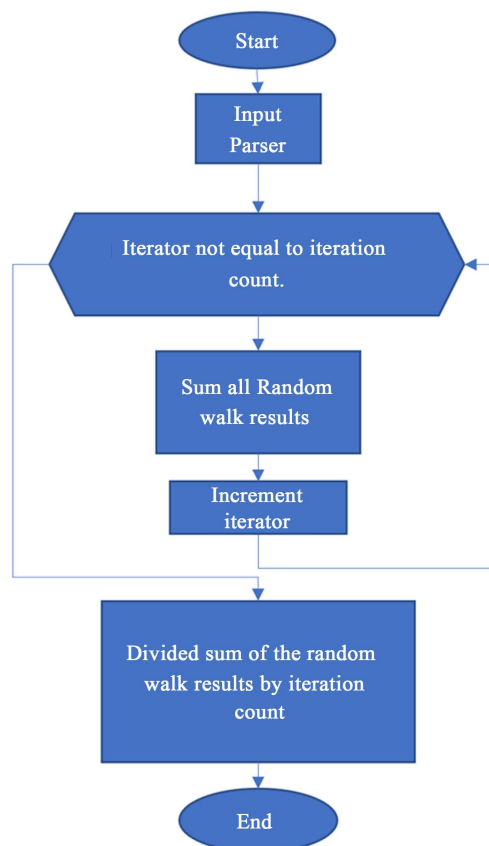 Start
Input
Parser
Iterator not equal to iteration
count.
Sum all Random
walk results
Increment
iterator
Divided sum of the random
walk results by iteration
count
End